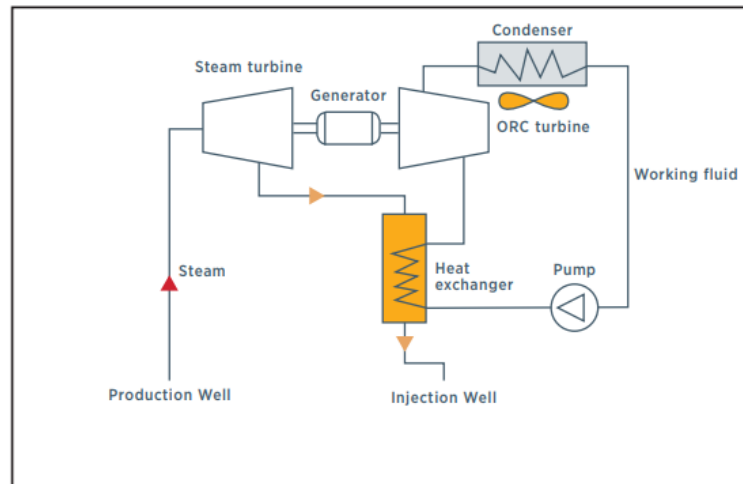 Condenser
Steam turbine
Generator
ORC turbine
Working fluid
Steam
Heat
exchanger
Pump
Production Well
Injection Well